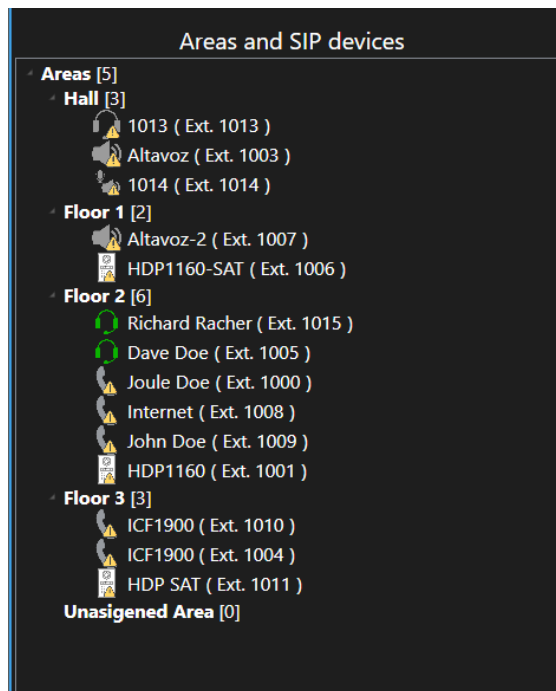 Areas and SIP devices
Areas [5]
Hall [3]
1013 ( Ext. 1013 )
Altavoz ( Ext. 1003 )
1014 ( Ext. 1014 )
Floor 1 [2]
Altavoz-2 ( Ext. 1007 )
HDP1160-SAT ( Ext. 1006 )
Floor 2 [6]
Richard Racher ( Ext. 1015 )
Dave Doe ( Ext. 1005 )
Joule Doe ( Ext. 1000 )
Internet ( Ext. 1008 )
John Doe ( Ext. 1009 )
HDP1160 ( Ext. 1001 )
Floor 3 [3]
ICF1900 ( Ext. 1010 )
ICF1900 ( Ext. 1004 )
HDP SAT ( Ext. 1011 )
Unasigened Area [0]